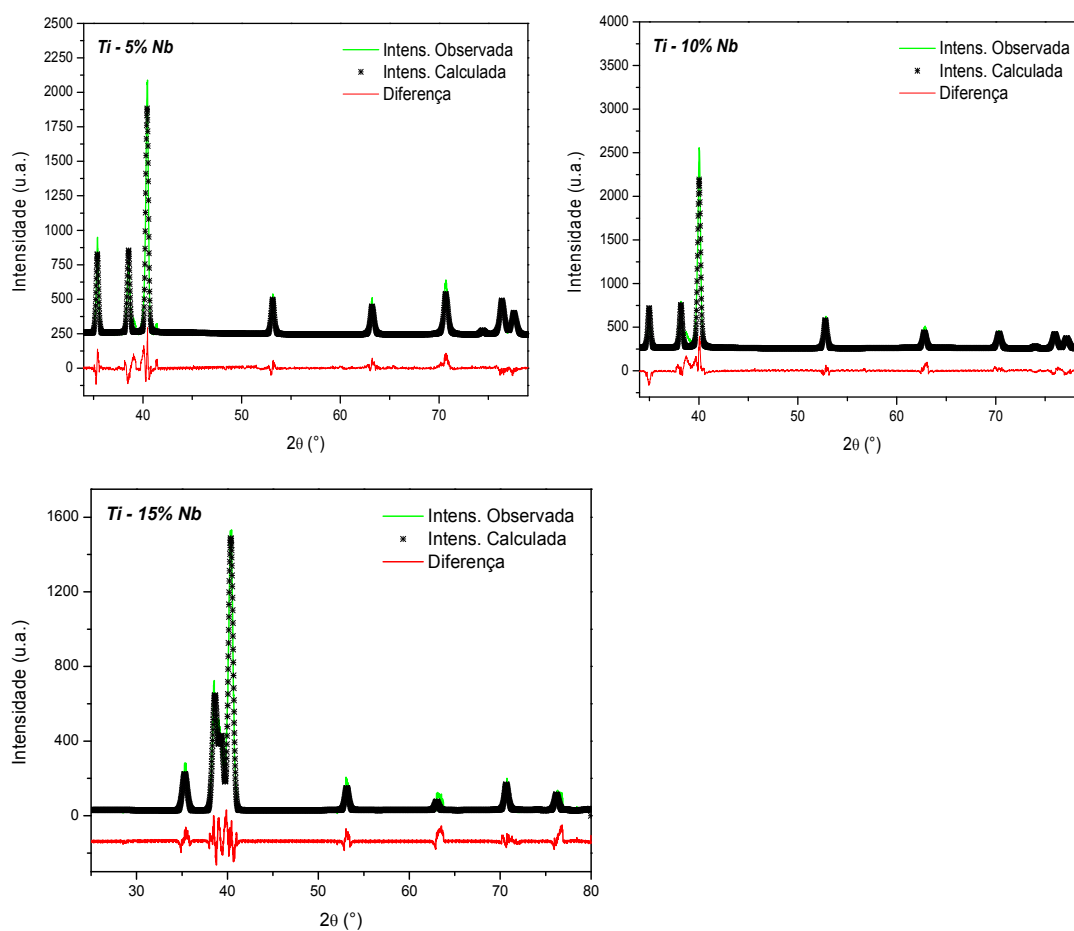 Ti - 5% Nb
Intens. Observada
Intens. Calculada
Diferença
Intensidade (u.a.)
2500
2250
2000
1750
1500
1250
1000
750
500
250
0
40
50
60
70
2θ (°)
Ti - 10% Nb
Intens. Observada
Intens. Calculada
Diferença
Intensidade (u.a.)
4000
3500
3000
2500
2000
1500
1000
500
0
40
50
60
70
2θ (°)
Ti - 15% Nb
Intens. Observada
Intens. Calculada
Diferença
Intensidade (u.a.)
1600
1200
800
400
0
30
40
50
60
70
80
2θ (°)